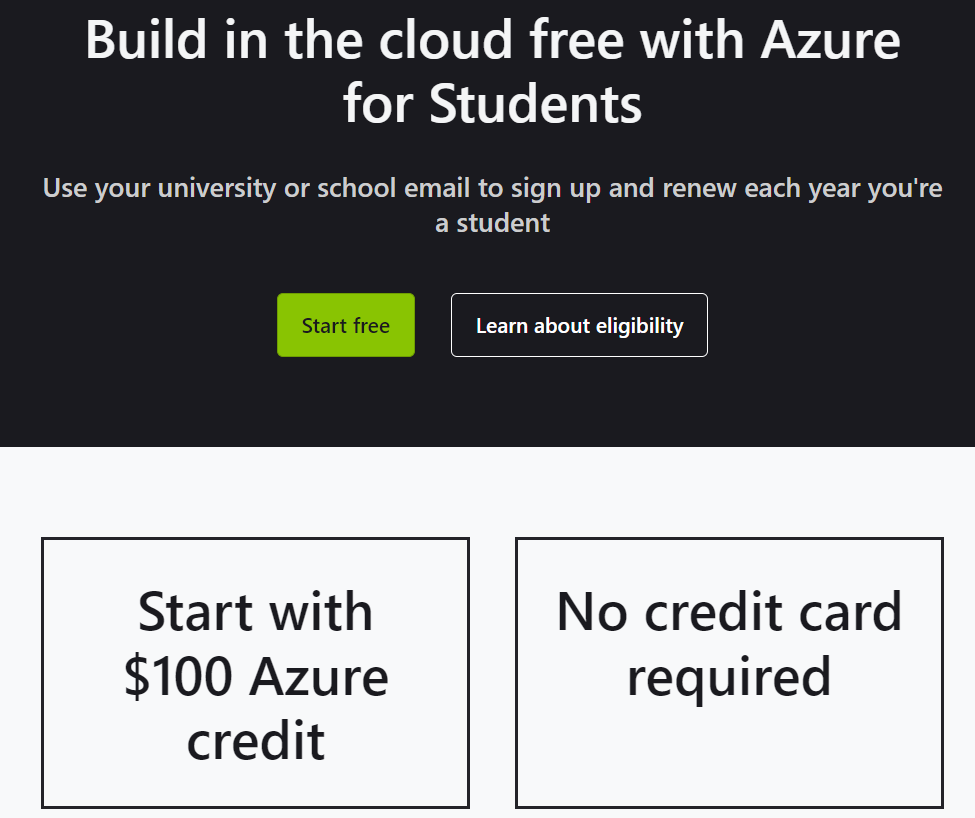 Build in the cloud free with Azure
for Students
Use your university or school email to sign up and renew each year you're
a student
Start free
Learn about eligibility
Start with
$100 Azure
credit
No credit card
required